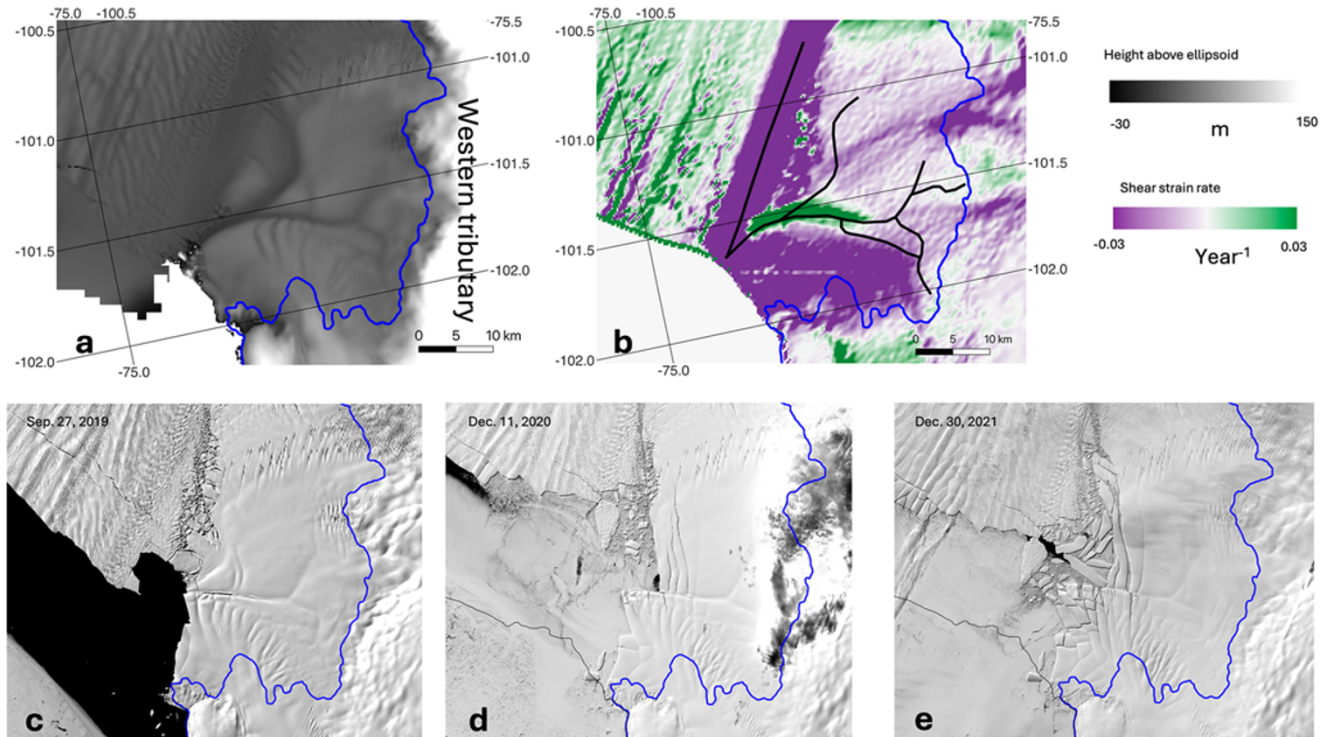 -75.0 -100.5
-75.5
-100.5
-101.0
-101.0
-101.5
-101.5
-102.0
-102.0
-75.0
Western tributary
0 5 10 km
a
-75.0 -100.5
-75.5
-100.5
-101.0
-101.0
-101.5
-101.5
-102.0
-102.0
-75.0
0 5 10 km
b
Height above ellipsoid
-30 m 150
Shear strain rate
-0.03 0.03
Year-1
Sep. 27, 2019
c
Dec. 11, 2020
d
Dec. 30, 2021
e